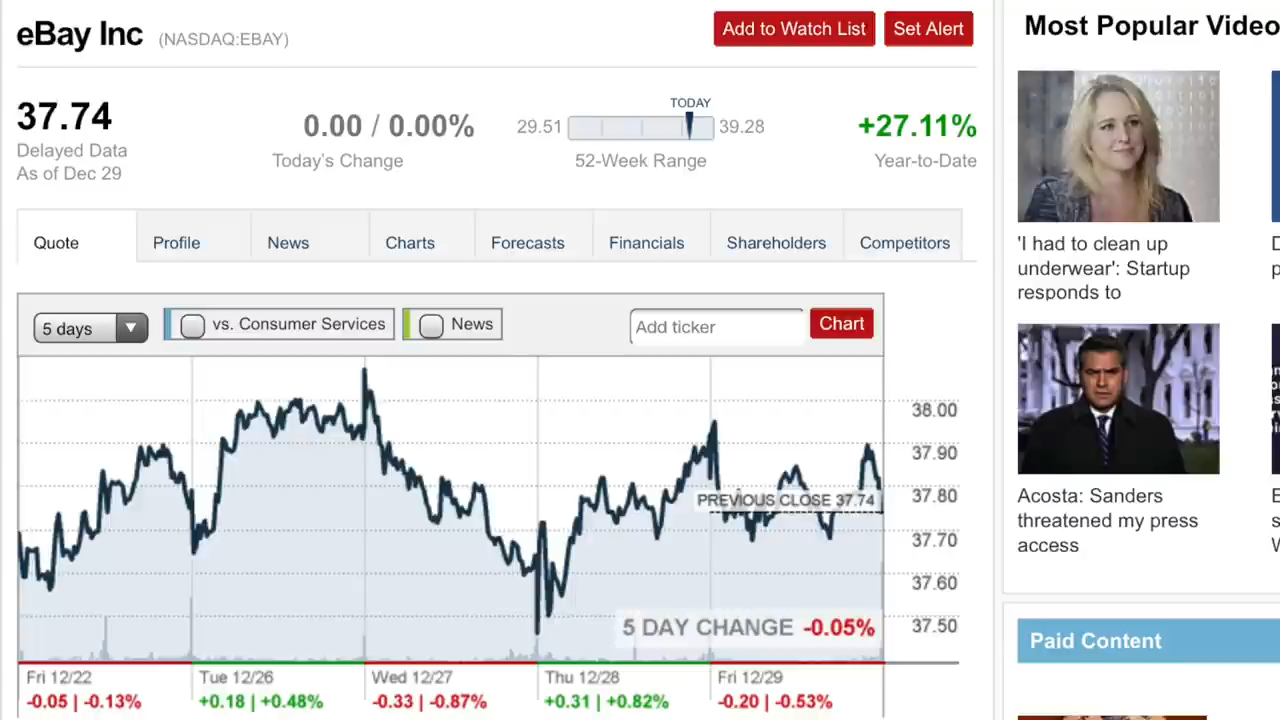 eBay Inc (NASDAQ:EBAY)
Add to Watch List
Set Alert
37.74
Delayed Data
As of Dec 29
0.00 / 0.00%
Today's Change
TODAY
29.51
39.28
52-Week Range
+27.11%
Year-to-Date
Quote
Profile
News
Charts
Forecasts
Financials
Shareholders
Competitors
5 days
vs. Consumer Services
News
Add ticker
Chart
38.00
37.90
37.80
37.70
37.60
37.50
PREVIOUS CLOSE 37.74
5 DAY CHANGE -0.05%
Fri 12/22
-0.05 | -0.13%
Tue 12/26
+0.18 | +0.48%
Wed 12/27
-0.33 | -0.87%
Thu 12/28
+0.31 | +0.82%
Fri 12/29
-0.20 | -0.53%
Most Popular Video
'I had to clean up
underwear': Startup
responds to
Acosta: Sanders
threatened my press
access
Paid Content